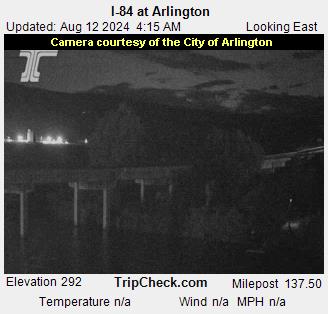 I-84 at Arlington
Updated: Aug 12 2024 4:15 AM Looking East
Camera courtesy of the City of Arlington
Elevation 292 TripCheck.com Milepost 137.50
Temperature n/a Wind n/a MPH n/a